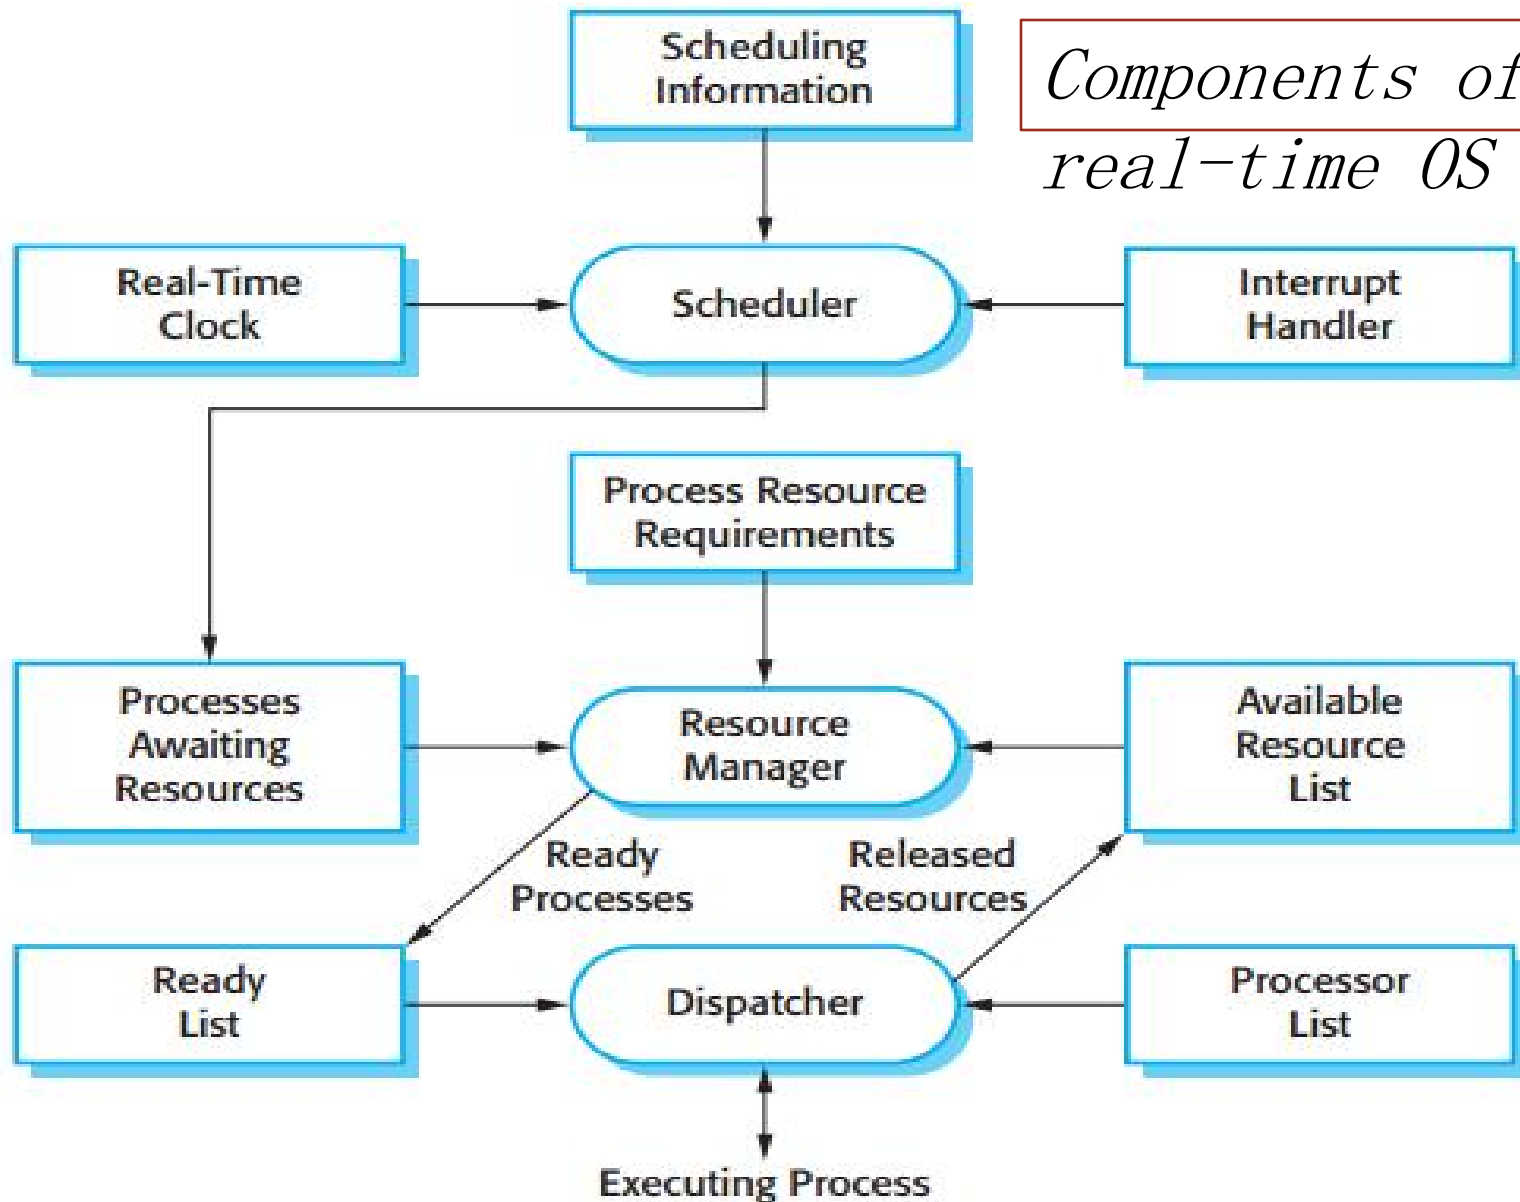 Scheduling
Information
Components of
real-time OS
Real-Time
Clock
Scheduler
Interrupt
Handler
Process Resource
Requirements
Processes
Awaiting
Resources
Resource
Manager
Available
Resource
List
Ready
Processes
Released
Resources
Ready
List
Dispatcher
Processor
List
Executing Process